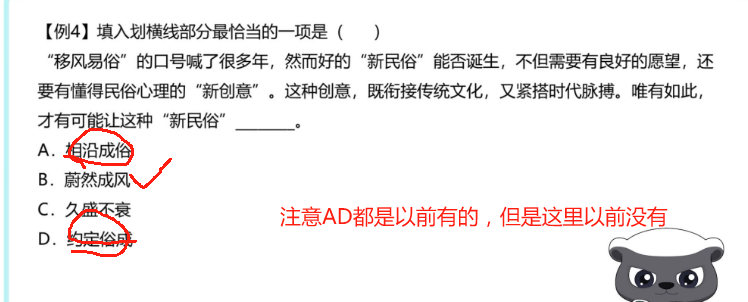 【例4】填入划横线部分最恰当的一项是（　　）
“移风易俗”的口号喊了很多年，然而好的“新民俗”能否诞生，不但需要有良好的愿望，还
要有懂得民俗心理的“新创意”。这种创意，既衔接传统文化，又紧搭时代脉搏。唯有如此，
才有可能让这种“新民俗”________。
A．相沿成俗
B．蔚然成风
C．久盛不衰
D．约定俗成
注意AD都是以前有的，但是这里以前没有